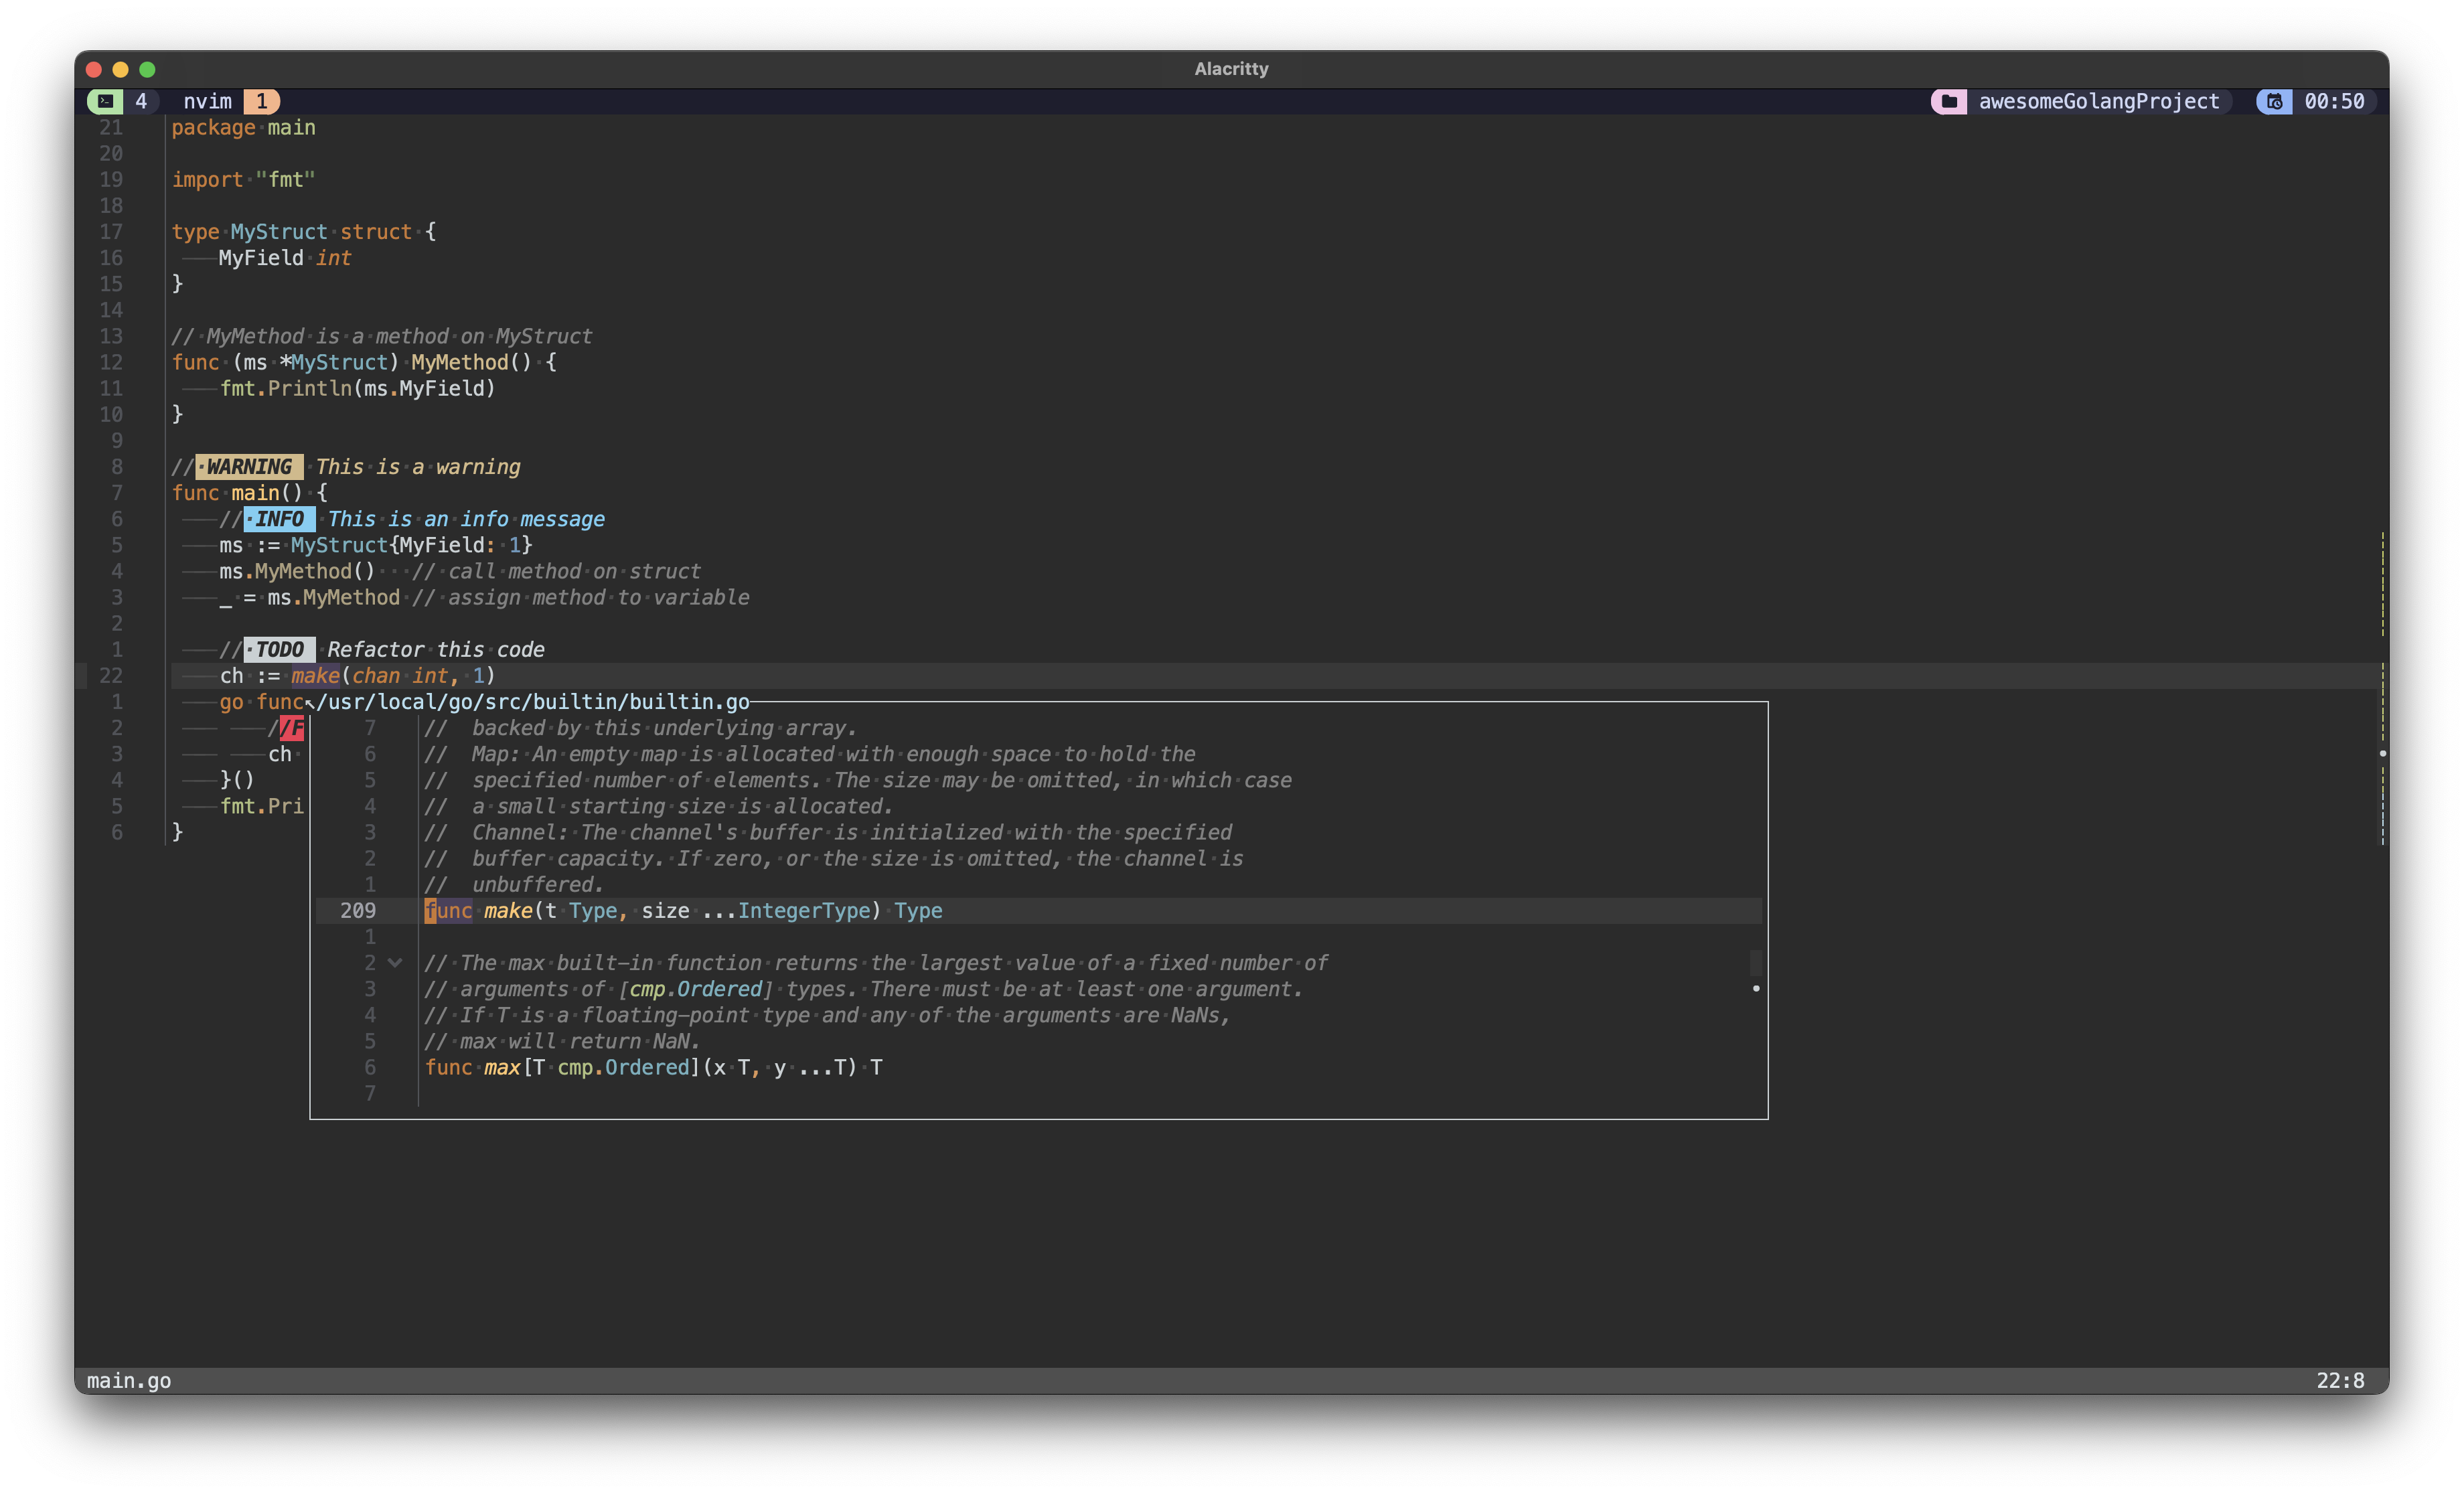 Alacritty
4 nvim 1 awesomeGolangProject 00:50
21 package main
20
19 import "fmt"
18
17 type MyStruct struct {
16 MyField int
15 }
14
13 // MyMethod is a method on MyStruct
12 func (ms *MyStruct) MyMethod() {
11 fmt.Println(ms.MyField)
10 }
9
8 // WARNING This is a warning
7 func main() {
6 // INFO This is an info message
5 ms := MyStruct{MyField: 1}
4 ms.MyMethod() // call method on struct
3 _ = ms.MyMethod // assign method to variable
2
1 // TODO Refactor this code
22 ch := make(chan int, 1)
1 go func
2 //F
3 ch
4 }()
5 fmt.Pri
6 }
/usr/local/go/src/builtin/builtin.go
7 // backed by this underlying array.
6 // Map: An empty map is allocated with enough space to hold the
5 // specified number of elements. The size may be omitted, in which case
4 // a small starting size is allocated.
3 // Channel: The channel's buffer is initialized with the specified
2 // buffer capacity. If zero, or the size is omitted, the channel is
1 // unbuffered.
209 func make(t Type, size ...IntegerType) Type
1
2 // The max built-in function returns the largest value of a fixed number of
3 // arguments of [cmp.Ordered] types. There must be at least one argument.
4 // If T is a floating-point type and any of the arguments are NaNs,
5 // max will return NaN.
6 func max[T cmp.Ordered](x T, y ...T) T
7
main.go 22:8